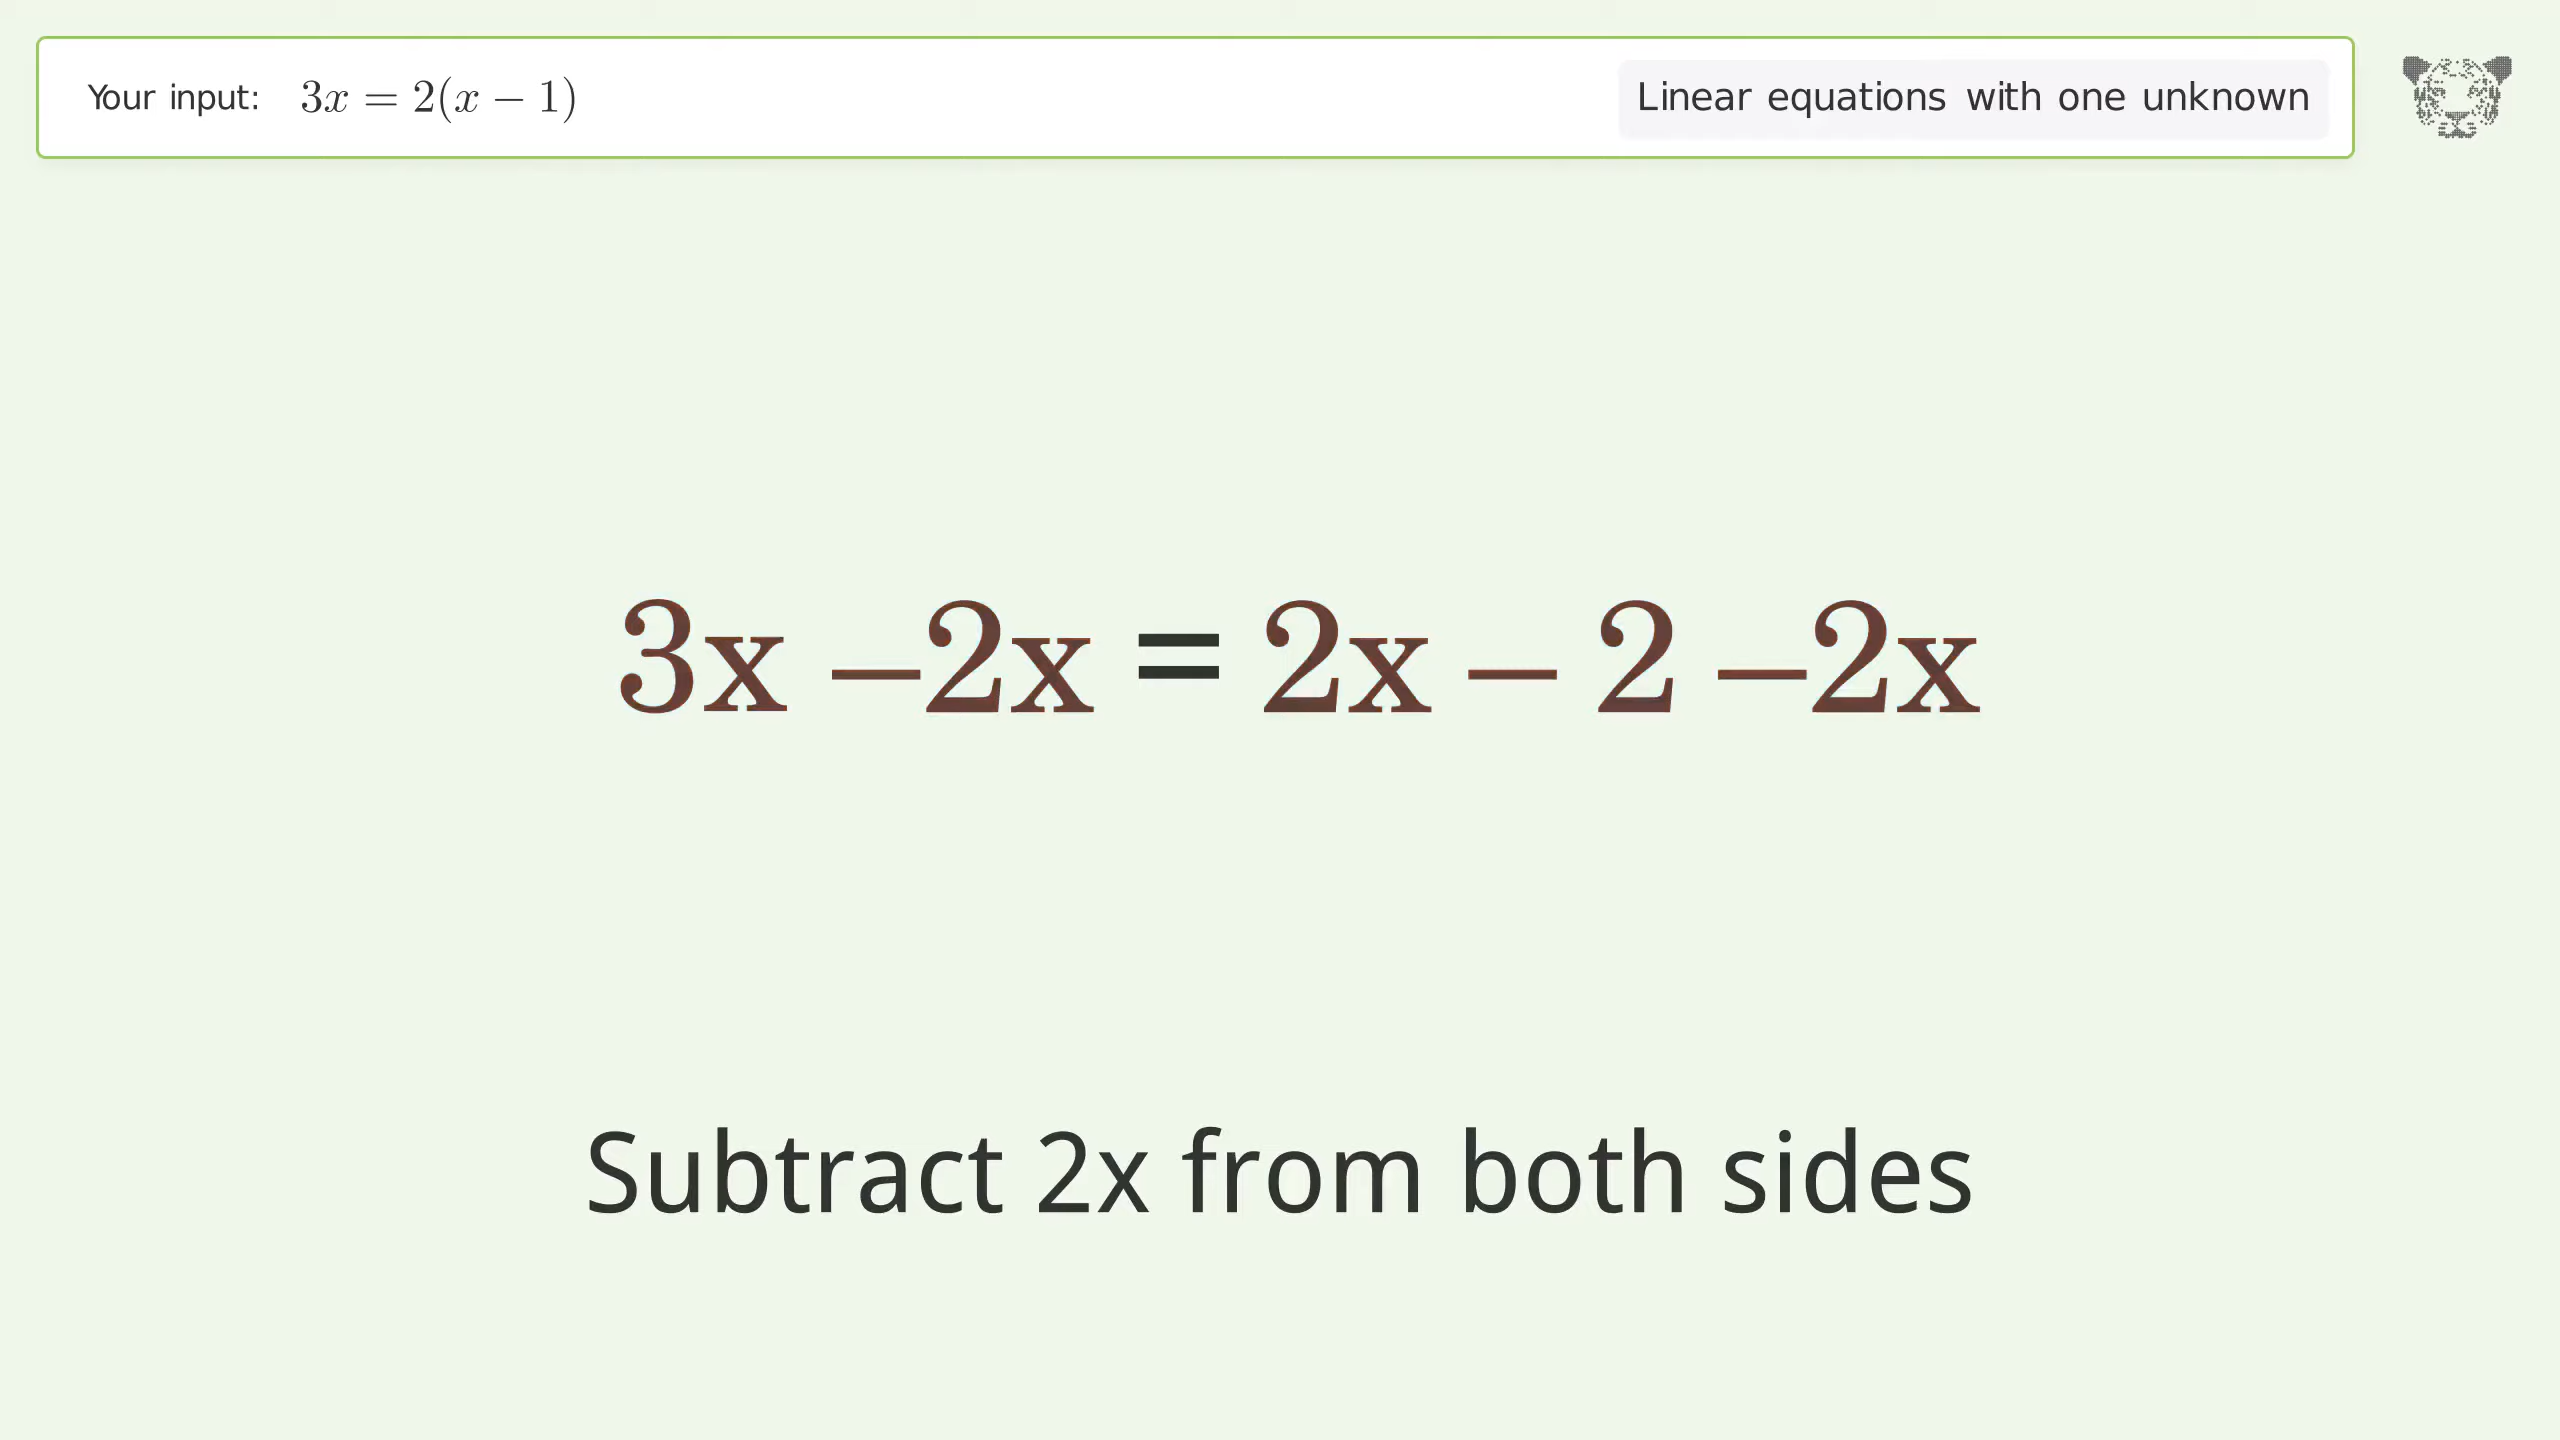 Your input: 3x = 2(x − 1) Linear equations with one unknown
3x −2x = 2x − 2 −2x
Subtract 2x from both sides